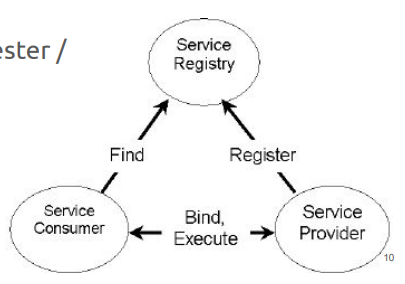 ester /
Service
Registry
Find
Register
Service
Consumer
Bind,
Execute
Service
Provider
10